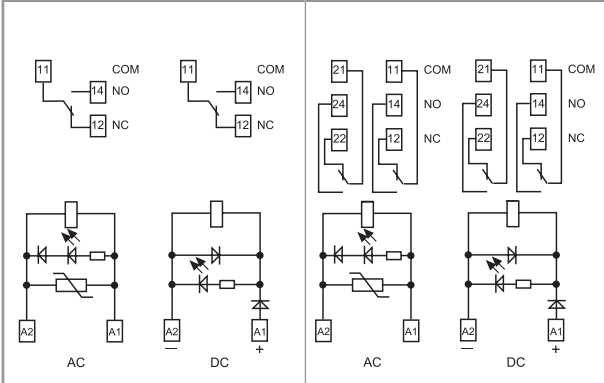 11 COM 11 COM 21 11 COM 21 11 COM
14 NO 14 NO 24 14 NO 24 14 NO
12 NC 12 NC 22 12 NC 22 12 NC
A2 A1 A2 A1 A2 A1 A2 A1
— + — +
AC DC AC DC